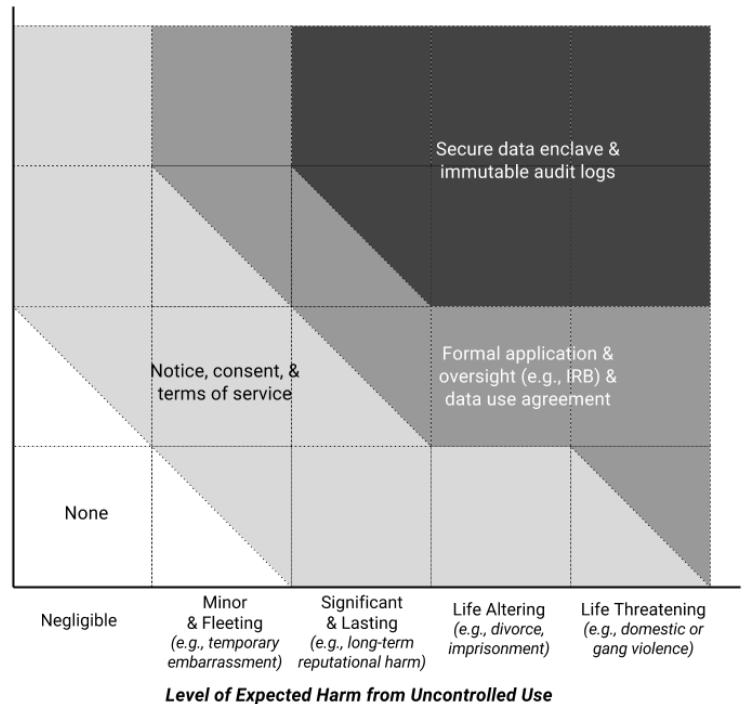 Secure data enclave &
immutable audit logs
Notice, consent, &
terms of service
Formal application &
oversight (e.g., IRB) &
data use agreement
None
Negligible
Minor
& Fleeting
(e.g., temporary
embarrassment)
Significant
& Lasting
(e.g., long-term
reputational harm)
Life Altering
(e.g., divorce,
imprisonment)
Life Threatening
(e.g., domestic or
gang violence)
Level of Expected Harm from Uncontrolled Use